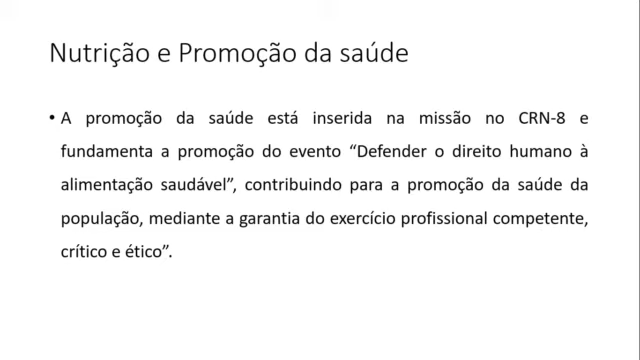 Nutrição e Promoção da saúde
• A promoção da saúde está inserida na missão no CRN-8 e
fundamenta a promoção do evento “Defender o direito humano à
alimentação saudável”, contribuindo para a promoção da saúde da
população, mediante a garantia do exercício profissional competente,
crítico e ético”.